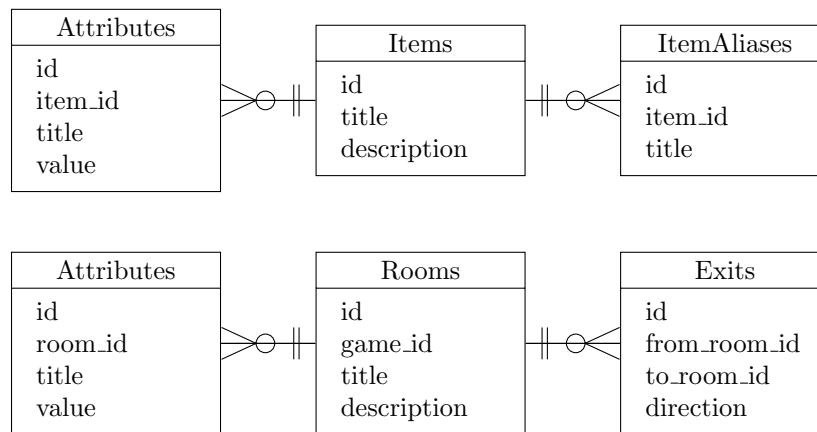 Attributes
id
item_id
title
value
Items
id
title
description
ItemAliases
id
item_id
title
Attributes
id
room_id
title
value
Rooms
id
game_id
title
description
Exits
id
from_room_id
to_room_id
direction